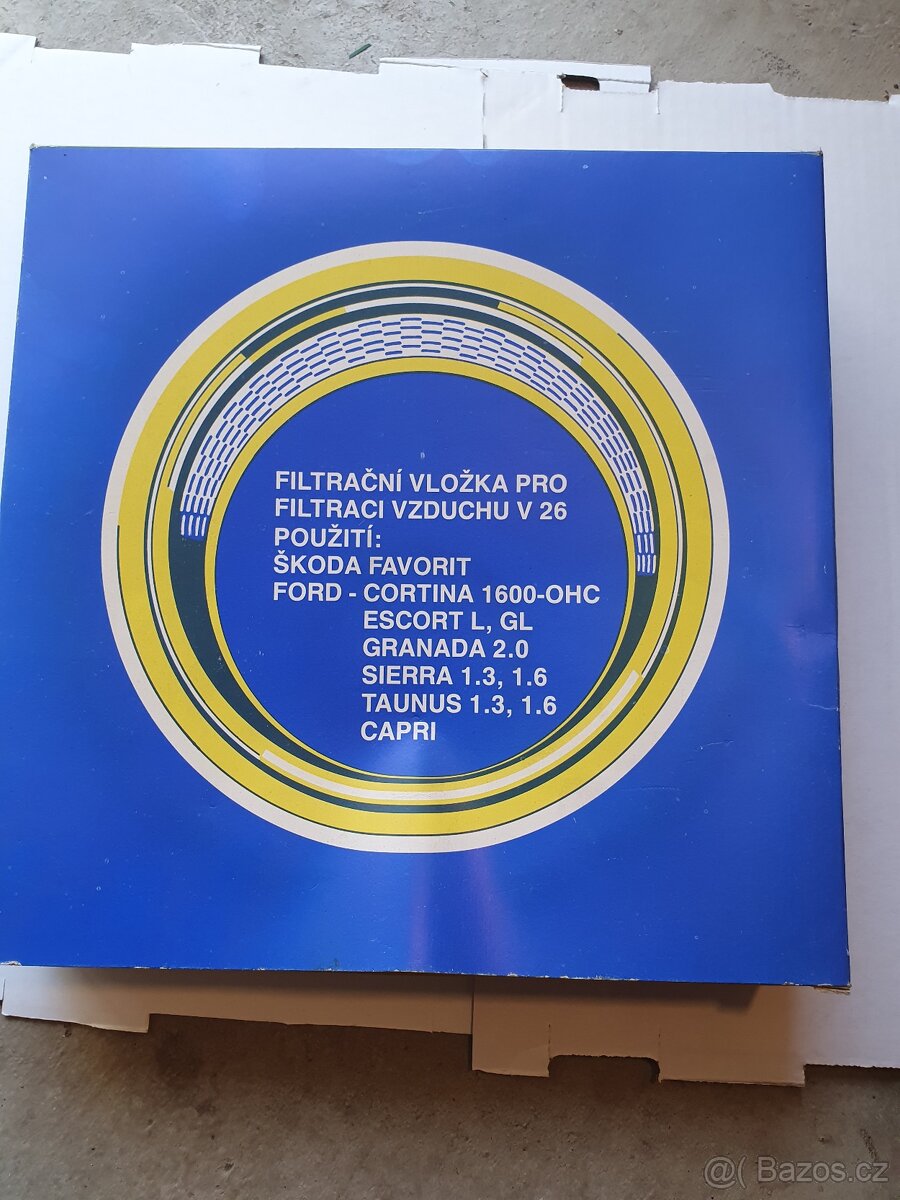 FILTRAČNÍ VLOŽKA PRO
FILTRACI VZDUCHU V 26
POUŽITÍ:
ŠKODA FAVORIT
FORD - CORTINA 1600-OHC
ESCORT L, GL
GRANADA 2.0
SIERRA 1.3, 1.6
TAUNUS 1.3, 1.6
CAPRI
@( Bazos.cz